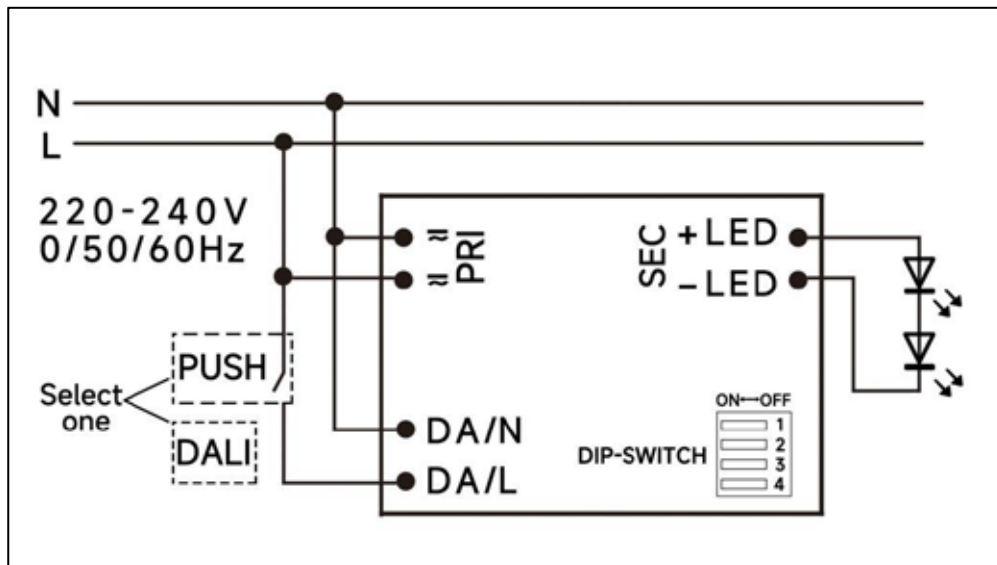 N
L
220-240V
0/50/60Hz
PUSH
Select
one
DALI
≂ PRI
≂
SEC
+LED
-LED
DA/N
DA/L
DIP-SWITCH
ON↔OFF
1
2
3
4